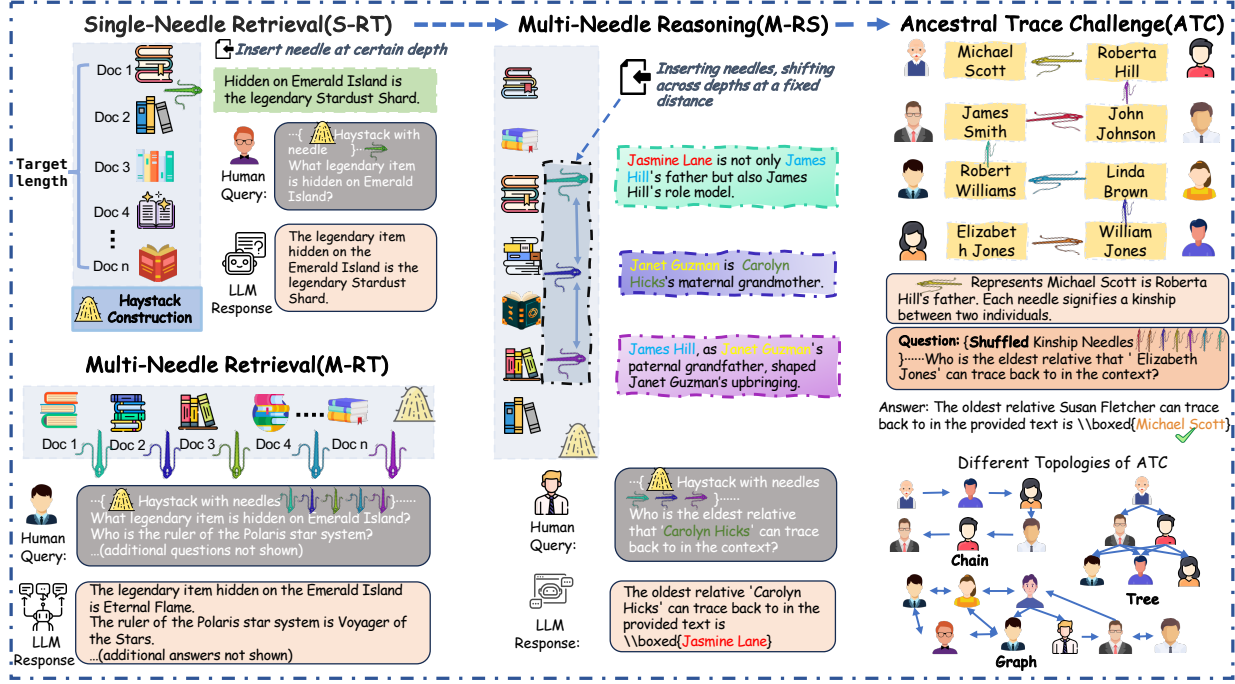 Single-Needle Retrieval(S-RT)
Insert needle at certain depth
Target length
Doc 1
Doc 2
Doc 3
Doc 4
Doc n
Haystack
Construction
Hidden on Emerald Island is
the legendary Stardust Shard.
Human
Query:
...{ Haystack with
needle }...
What legendary item
is hidden on Emerald
Island?
LLM
Response
The legendary item
hidden on the
Emerald Island is the
legendary Stardust
Shard.
Multi-Needle Retrieval(M-RT)
Doc 1
Doc 2
Doc 3
Doc 4
Doc n
Human
Query:
...{ Haystack with needles }......
What legendary item is hidden on Emerald Island?
Who is the ruler of the Polaris star system?
...(additional questions not shown)
LLM
Response
The legendary item hidden on the Emerald Island
is Eternal Flame.
The ruler of the Polaris star system is Voyager of
the Stars.
...(additional answers not shown)
Multi-Needle Reasoning(M-RS)
Inserting needles, shifting
across depths at a fixed
distance
Jasmine Lane is not only James
Hill's father but also James
Hill's role model.
Janet Guzman is Carolyn
Hicks's maternal grandmother.
James Hill, as Janet Guzman's
paternal grandfather, shaped
Janet Guzman's upbringing.
Human
Query:
...{ Haystack with needles
}......
Who is the eldest relative
that 'Carolyn Hicks' can trace
back to in the context?
LLM
Response:
The oldest relative 'Carolyn
Hicks' can trace back to in the
provided text is
\\boxed{Jasmine Lane}
Ancestral Trace Challenge(ATC)
Michael
Scott
Roberta
Hill
James
Smith
John
Johnson
Robert
Williams
Linda
Brown
Elizabet
h Jones
William
Jones
Represents Michael Scott is Roberta
Hill's father. Each needle signifies a kinship
between two individuals.
Question: {Shuffled Kinship Needles
}......Who is the eldest relative that ' Elizabeth
Jones' can trace back to in the context?
Answer: The oldest relative Susan Fletcher can trace
back to in the provided text is \\boxed{Michael Scott}
Different Topologies of ATC
Chain
Tree
Graph